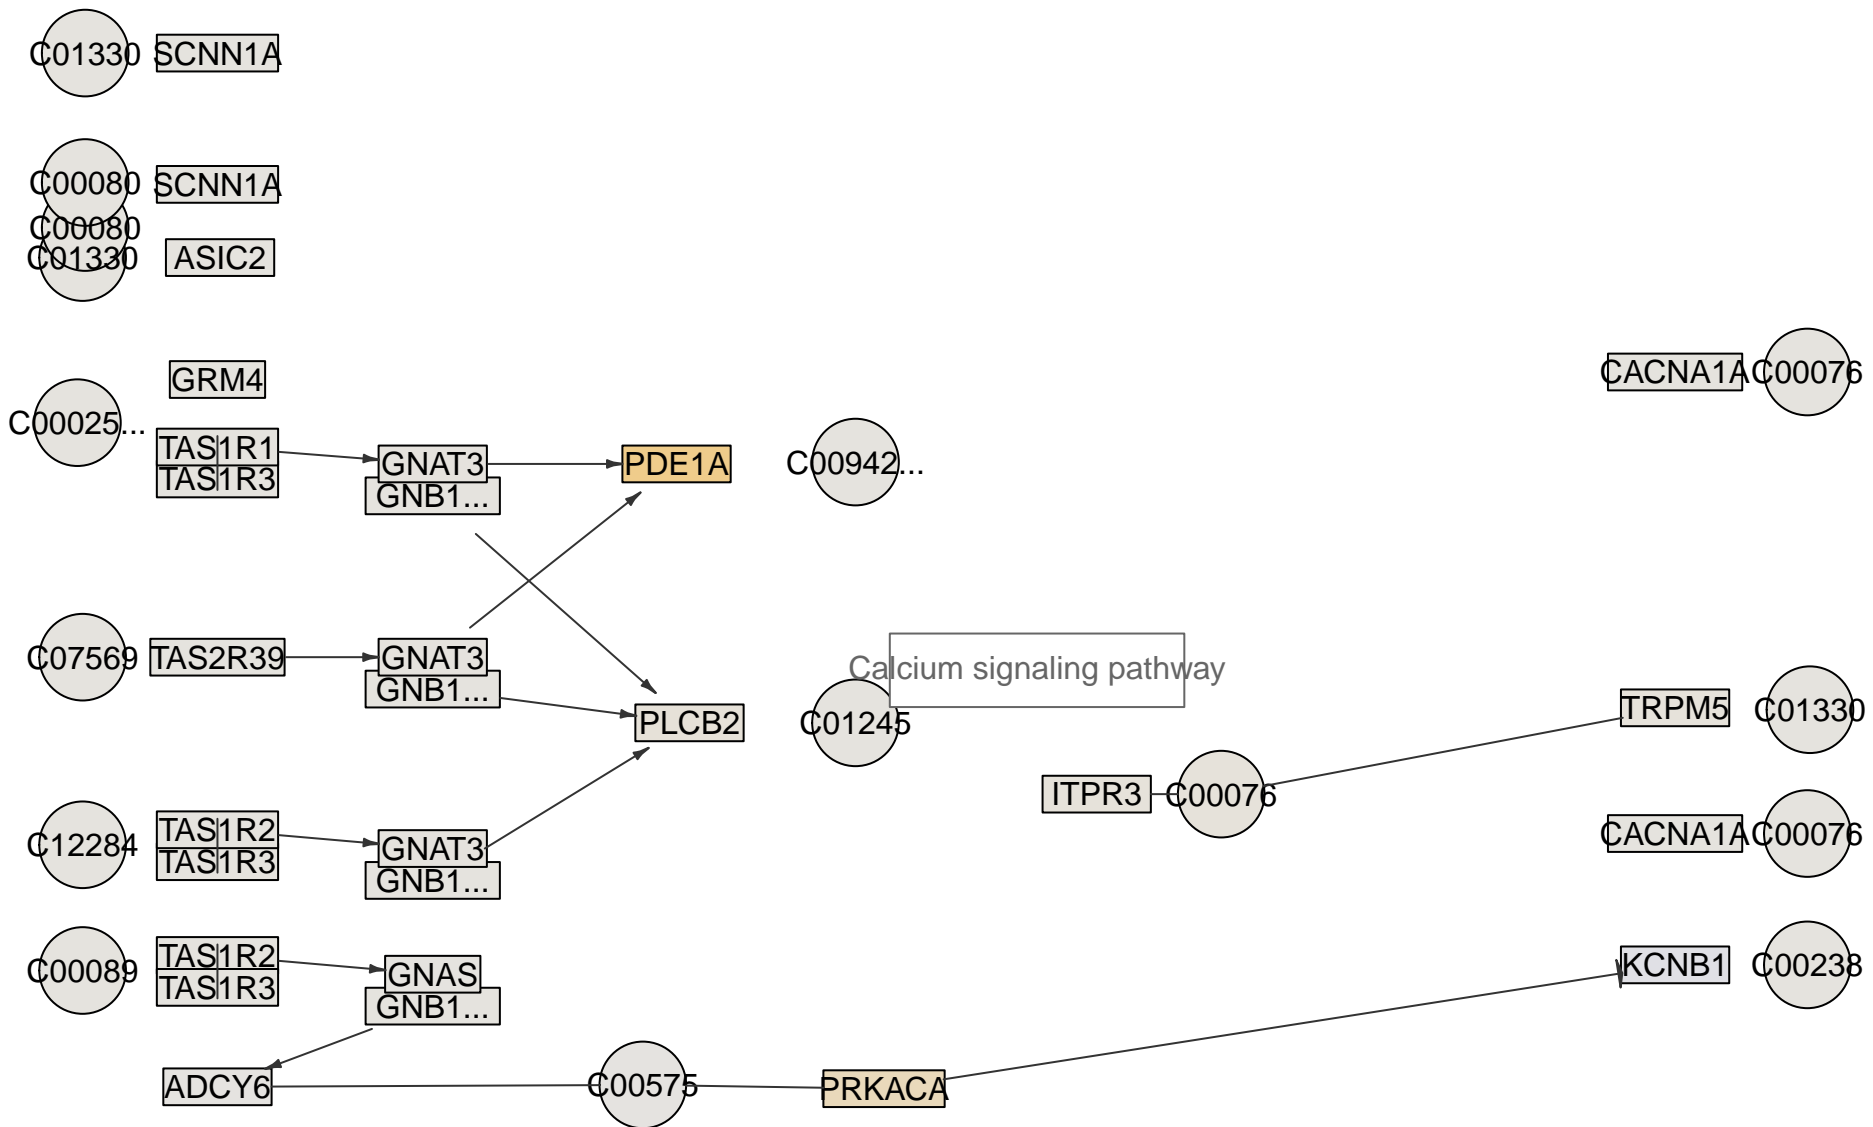 C01330 SCNN1A
C00080 SCNN1A
C00080
C01330 ASIC2
GRM4
CACNA1A C00076
C00025...
TAS1R1
GNAT3 PDE1A C00942...
TAS1R3
GNB1...
C07569 TAS2R39 GNAT3
Calcium signaling pathway
GNB1...
TRPM5 C01330
PLCB2 C01245
ITPR3 C00076
TAS1R2
CACNA1A C00076
C12284 GNAT3
TAS1R3
GNB1...
TAS1R2
KCNB1 C00238
C00089 GNAS
TAS1R3
GNB1...
ADCY6 C00575 PRKACA